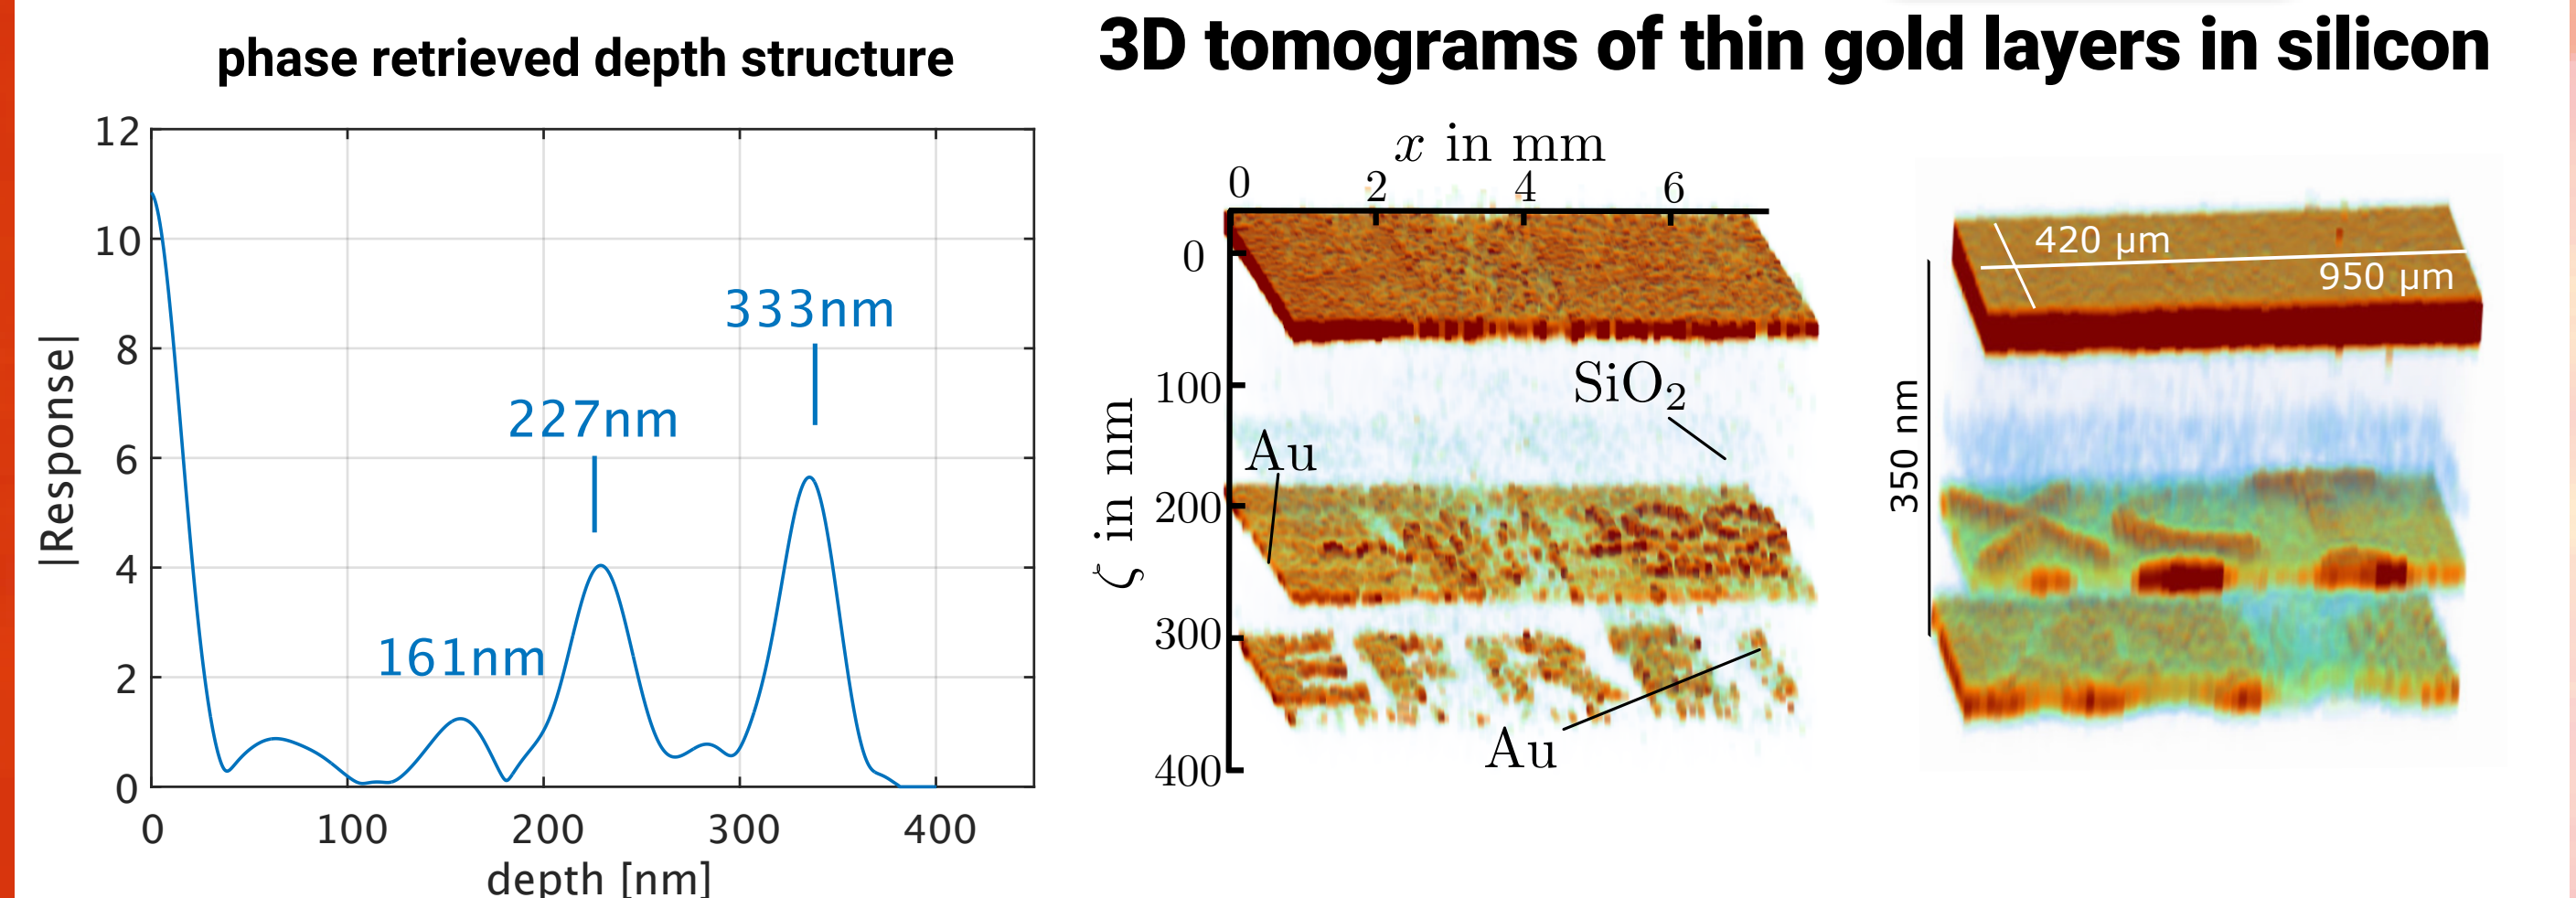 phase retrieved depth structure
12
10
8
6
4
2
0
|Response|
333nm
227nm
161nm
0 100 200 300 400
depth [nm]
3D tomograms of thin gold layers in silicon
x in mm
0 2 4 6
0
100
200
300
400
ζ in nm
SiO₂
Au
Au
420 µm
950 µm
350 nm